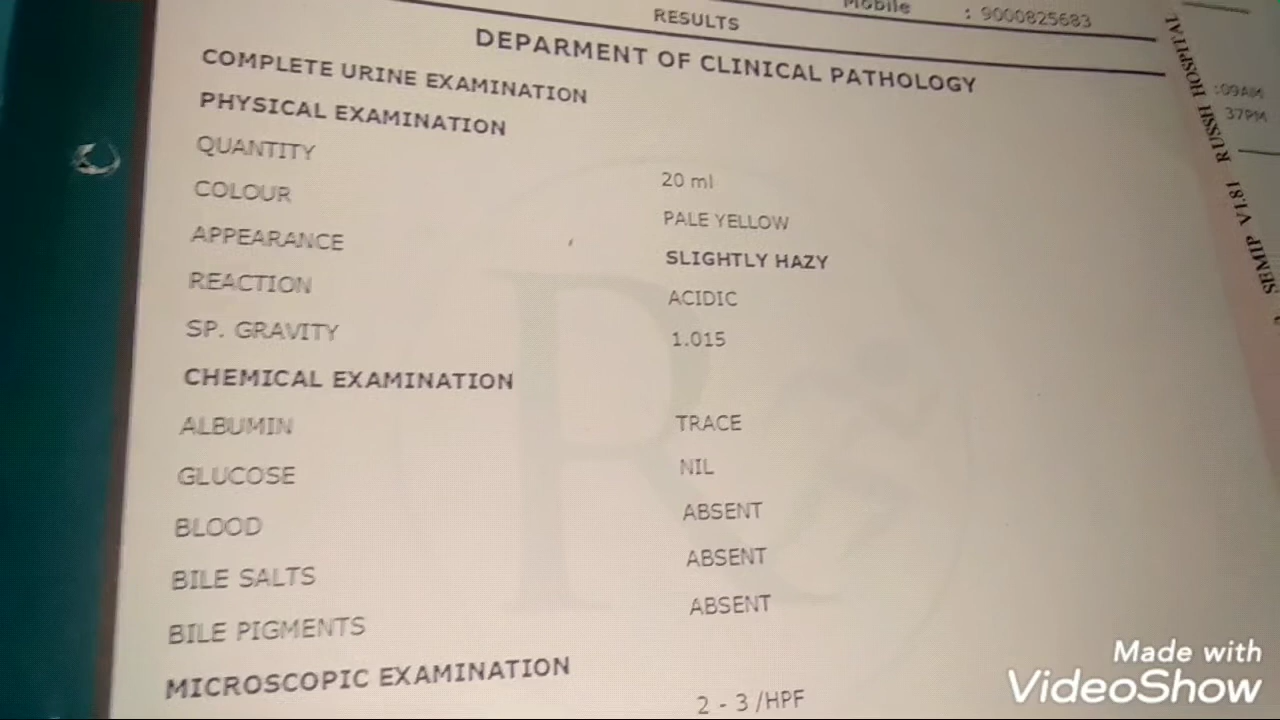 Mobile : 9000825683
RESULTS
DEPARMENT OF CLINICAL PATHOLOGY
COMPLETE URINE EXAMINATION
PHYSICAL EXAMINATION
QUANTITY 20 ml
COLOUR PALE YELLOW
APPEARANCE SLIGHTLY HAZY
REACTION ACIDIC
SP. GRAVITY 1.015
CHEMICAL EXAMINATION
ALBUMIN TRACE
GLUCOSE NIL
BLOOD ABSENT
BILE SALTS ABSENT
BILE PIGMENTS ABSENT
MICROSCOPIC EXAMINATION
2 - 3 /HPF
:09AM
37PM
SEMIP V1.81 RUSSH HOSPITAL
Made with
VideoShow